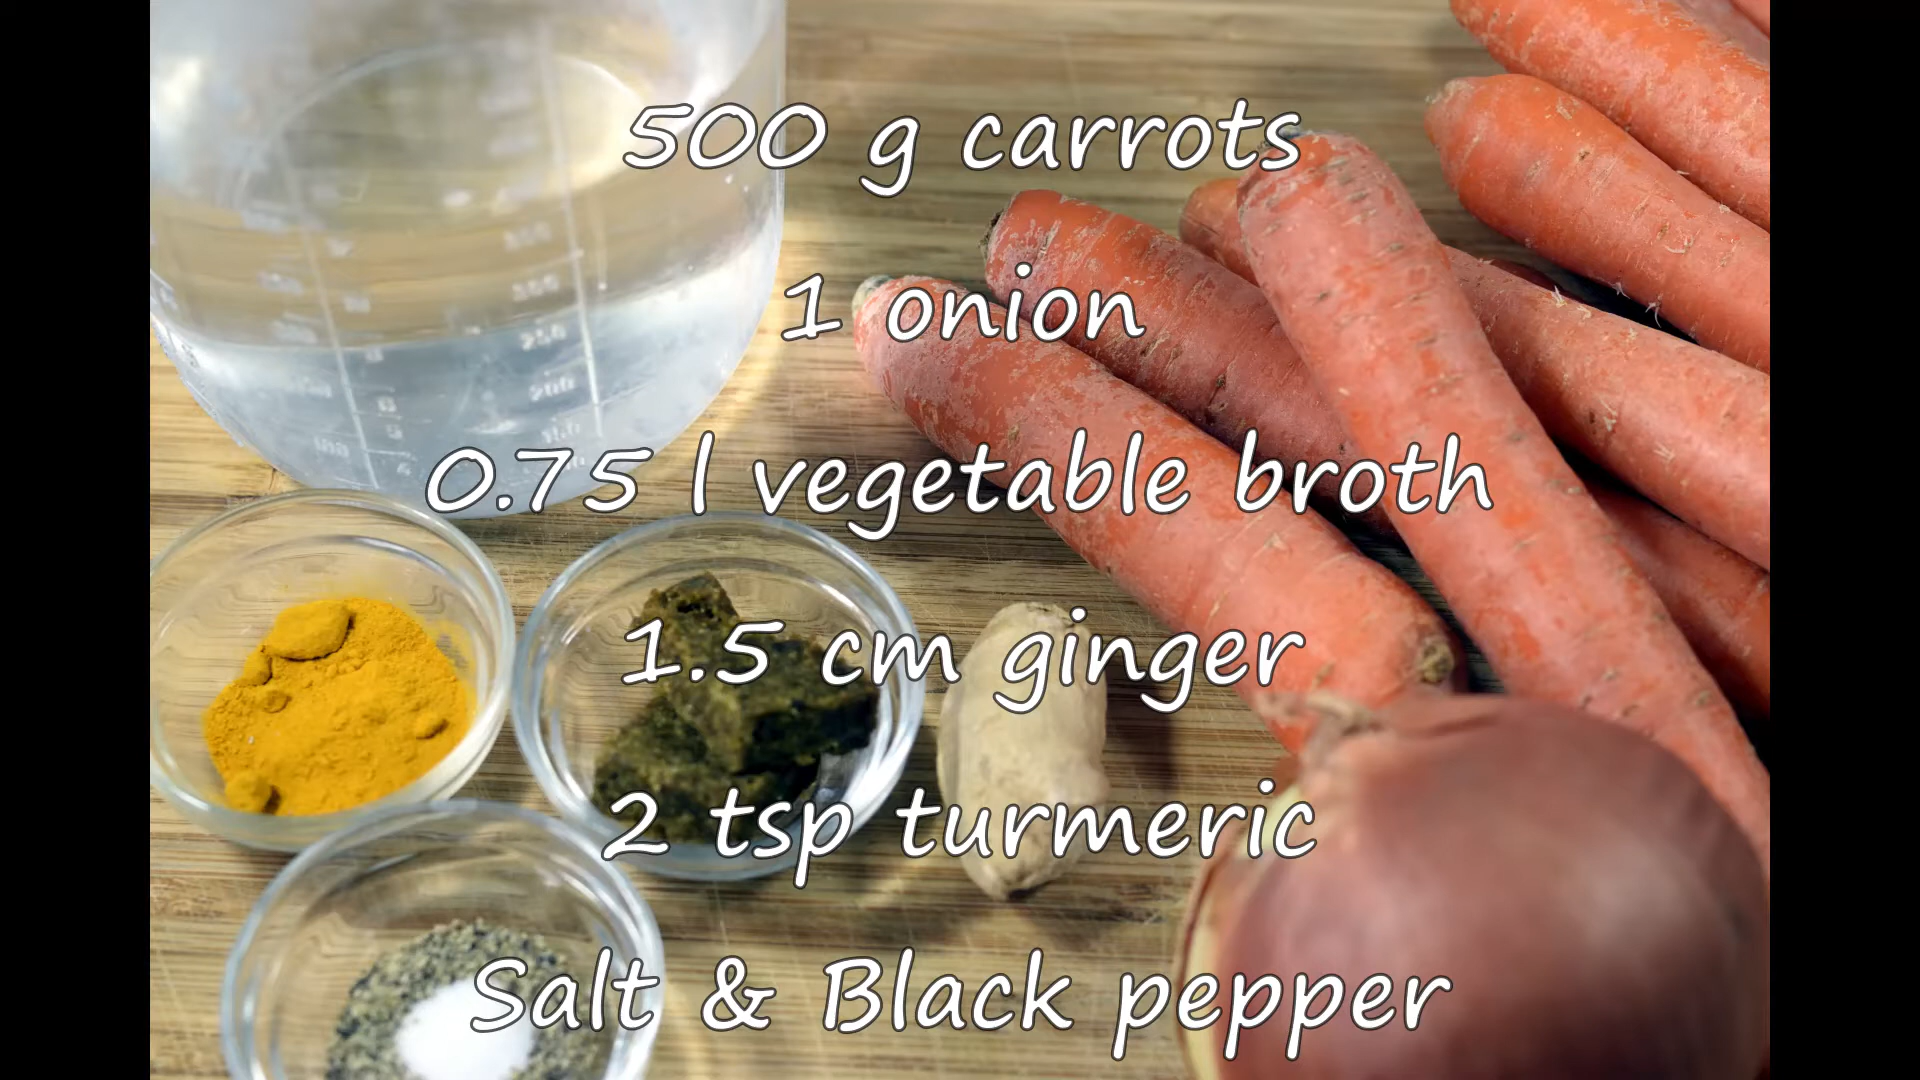 500 g carrots
1 onion
0.75 l vegetable broth
1.5 cm ginger
2 tsp turmeric
Salt & Black pepper